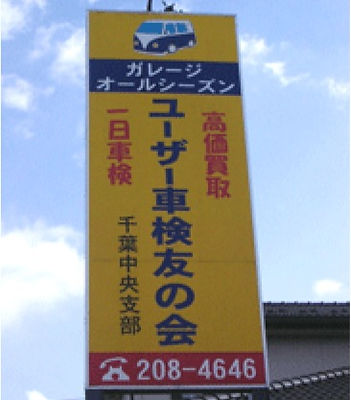 ガレージ
オールシーズン
高価買取
ユーザー車検友の会
一日車検
千葉中央支部
208-4646